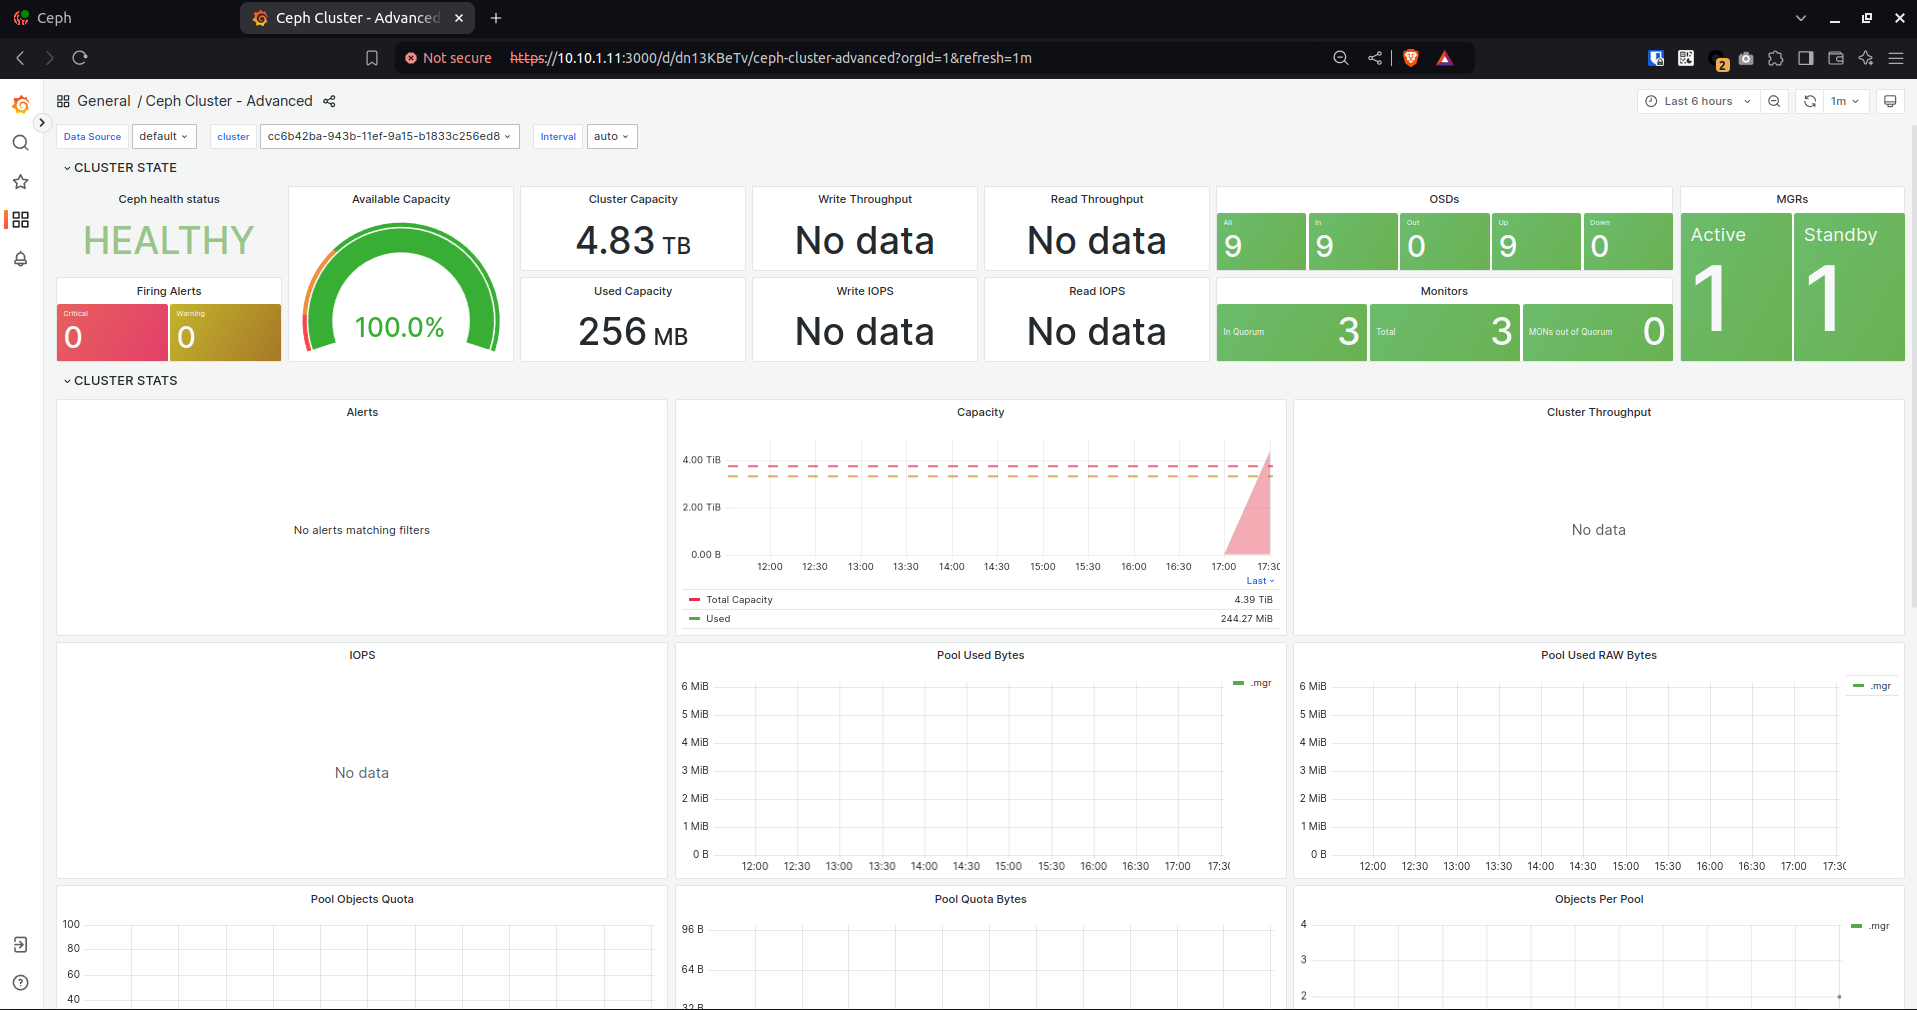 Ceph
Ceph Cluster - Advanced
Not secure https://10.10.1.11:3000/d/dn13KBeTv/ceph-cluster-advanced?orgId=1&refresh=1m
2
General / Ceph Cluster - Advanced
Last 6 hours
1m
Data Source default cluster cc6b42ba-943b-11ef-9a15-b1833c256ed8 Interval auto
CLUSTER STATE
Ceph health status
HEALTHY
Firing Alerts
Critical
0
Warning
0
Available Capacity
100.0%
Cluster Capacity
4.83 TB
Used Capacity
256 MB
Write Throughput
No data
Write IOPS
No data
Read Throughput
No data
Read IOPS
No data
OSDs
All
9
In
9
Out
0
Up
9
Down
0
Monitors
In Quorum 3
Total 3
MONs out of Quorum 0
MGRs
Active
1
Standby
1
CLUSTER STATS
Alerts
No alerts matching filters
Capacity
4.00 TiB
2.00 TiB
0.00 B
12:00 12:30 13:00 13:30 14:00 14:30 15:00 15:30 16:00 16:30 17:00 17:30
Last
Total Capacity 4.39 TiB
Used 244.27 MiB
Cluster Throughput
No data
IOPS
No data
Pool Used Bytes
6 MiB
5 MiB
4 MiB
3 MiB
2 MiB
1 MiB
0 B
12:00 12:30 13:00 13:30 14:00 14:30 15:00 15:30 16:00 16:30 17:00 17:30
.mgr
Pool Used RAW Bytes
6 MiB
5 MiB
4 MiB
3 MiB
2 MiB
1 MiB
0 B
12:00 12:30 13:00 13:30 14:00 14:30 15:00 15:30 16:00 16:30 17:00 17:30
.mgr
Pool Objects Quota
100
80
60
40
Pool Quota Bytes
96 B
64 B
32 B
Objects Per Pool
4
3
2
.mgr